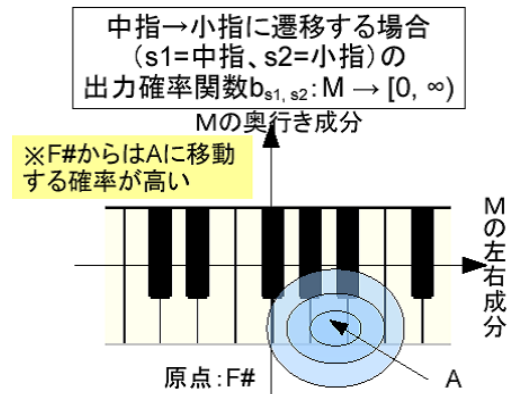 中指→小指に遷移する場合
（s1=中指、s2=小指）の
出力確率関数bs1, s2: M → [0, ∞)
Mの奥行き成分
※F#からはAに移動
する確率が高い
Mの左右成分
原点：F#
A